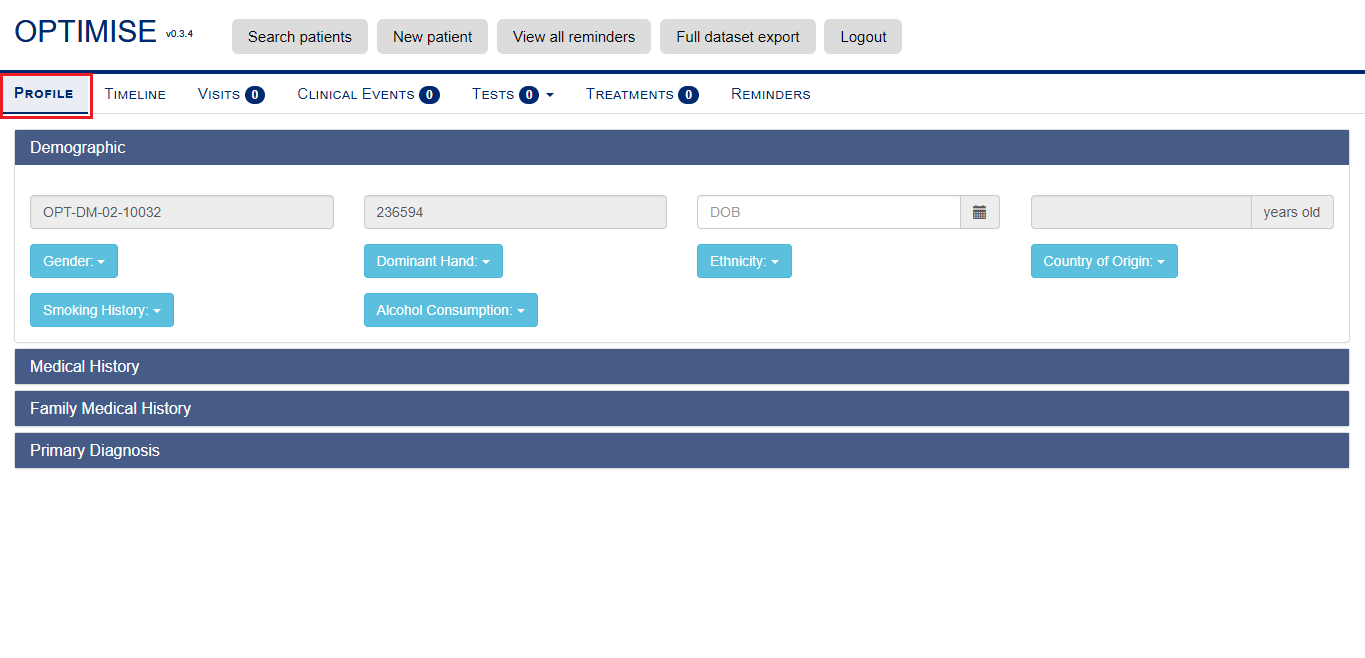 OPTIMISE v0.3.4 Search patients New patient View all reminders Full dataset export Logout
PROFILE TIMELINE VISITS 0 CLINICAL EVENTS 0 TESTS 0 TREATMENTS 0 REMINDERS
Demographic
OPT-DM-02-10032 236594 DOB years old
Gender: Dominant Hand: Ethnicity: Country of Origin:
Smoking History: Alcohol Consumption:
Medical History
Family Medical History
Primary Diagnosis